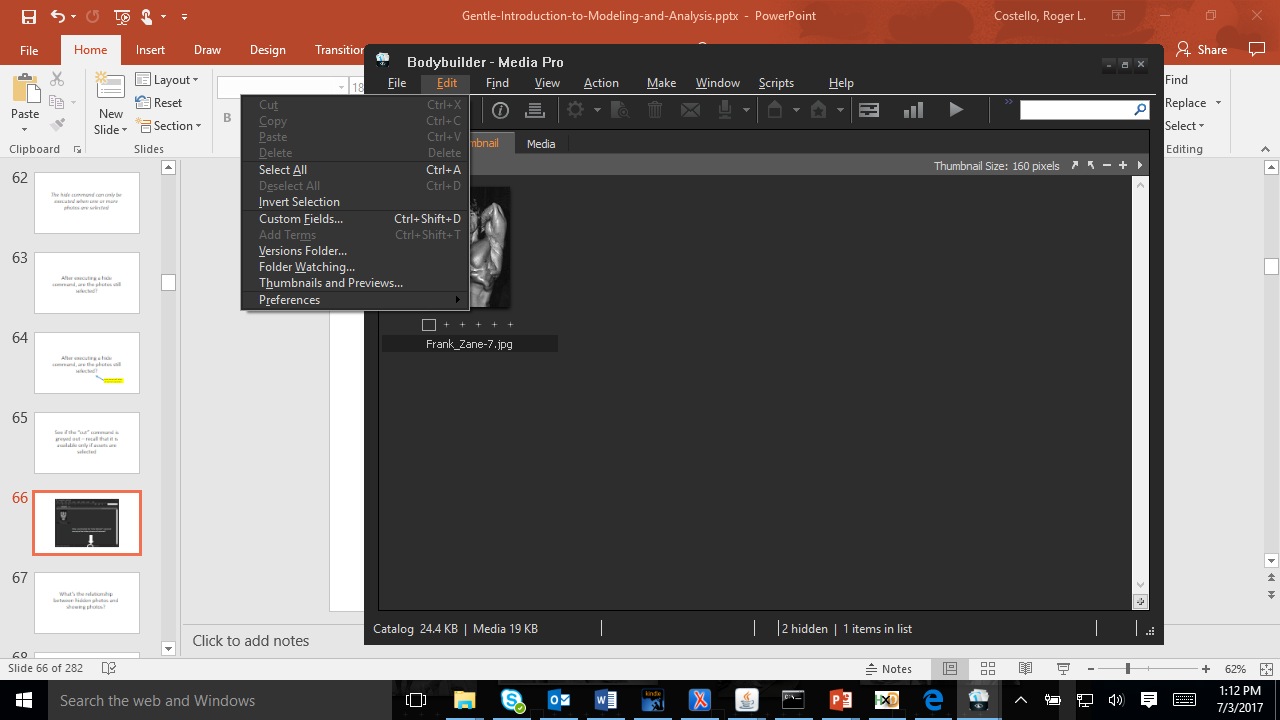 Gentle-Introduction-to-Modeling-and-Analysis.pptx - PowerPoint
Costello, Roger L.
File
Home
Insert
Draw
Design
Transition
Share
Paste
Clipboard
New
Slide
Layout
Reset
Section
Slides
18
B
Find
Replace
Select
Editing
Bodybuilder - Media Pro
File Edit Find View Action Make Window Scripts Help
mbnail
Media
Thumbnail Size: 160 pixels
Cut Ctrl+X
Copy Ctrl+C
Paste Ctrl+V
Delete Delete
Select All Ctrl+A
Deselect All Ctrl+D
Invert Selection
Custom Fields... Ctrl+Shift+D
Add Terms Ctrl+Shift+T
Versions Folder...
Folder Watching...
Thumbnails and Previews...
Preferences
Frank_Zane-7.jpg
Catalog 24.4 KB | Media 19 KB
2 hidden | 1 items in list
62
The hide command can only be
executed when one or more
photos are selected
63
After executing a hide
command, are the photos still
selected?
64
After executing a hide
command, are the photos still
selected?
65
See if the "cut" command is
greyed out – recall that it is
available only if assets are
selected
66
67
What's the relationship
between hidden photos and
showing photos?
68
Click to add notes
Slide 66 of 282
Notes
62%
Search the web and Windows
kindle
1:12 PM
7/3/2017